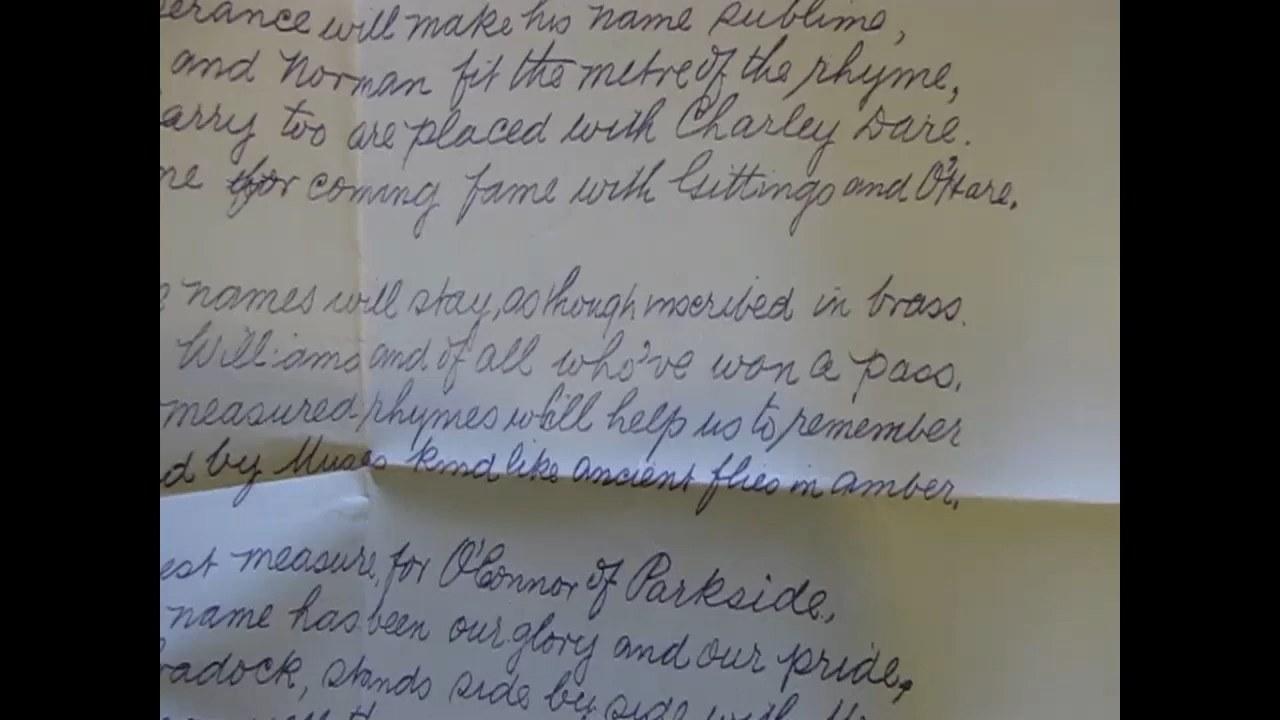 erance will make his name sublime,
and Norman fit the metre of the rhyme,
arry too are placed with Charley Dare.
ne for coming fame with Gittings and O'Hare.
names will stay, as though inscribed in brass.
Williams and of all who've won a pass.
measured rhymes will help us to remember
d by Muses kind like ancient flies in amber.
est measure, for O'Connor of Parkside,
name has been our glory and our pride,
adock, stands side by side with